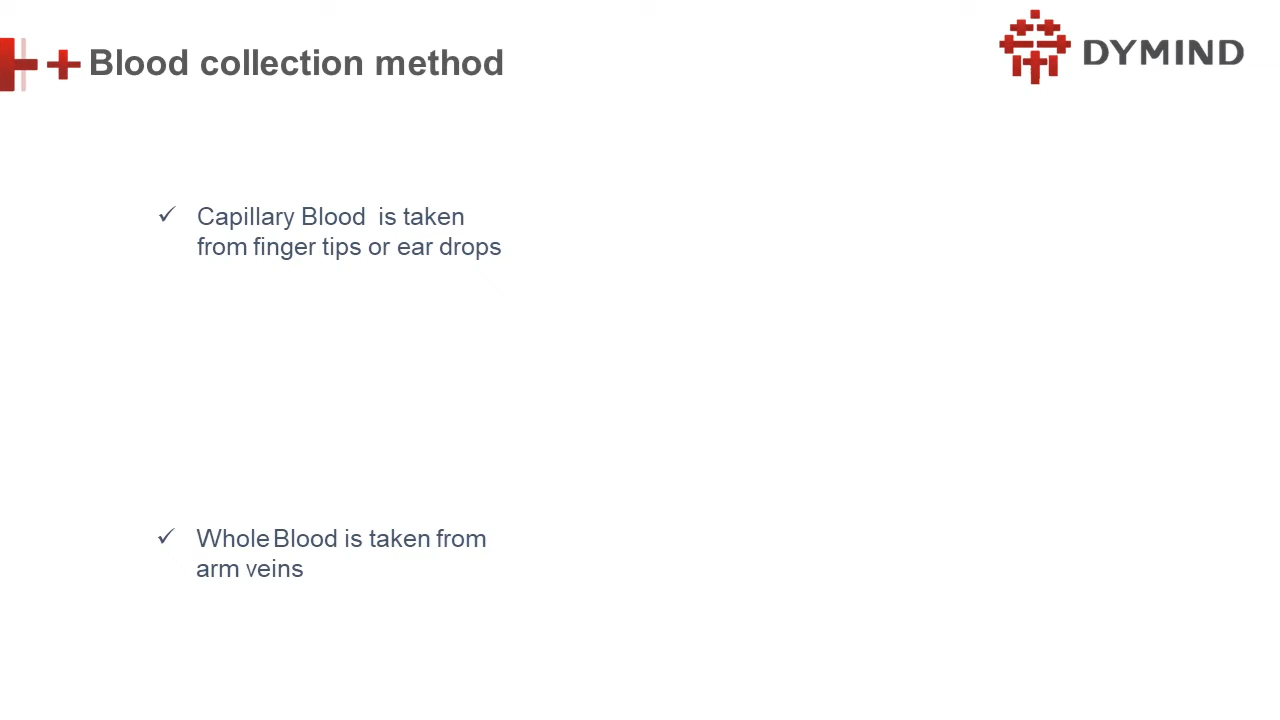 Blood collection method
DYMIND
Capillary Blood is taken
from finger tips or ear drops
Whole Blood is taken from
arm veins